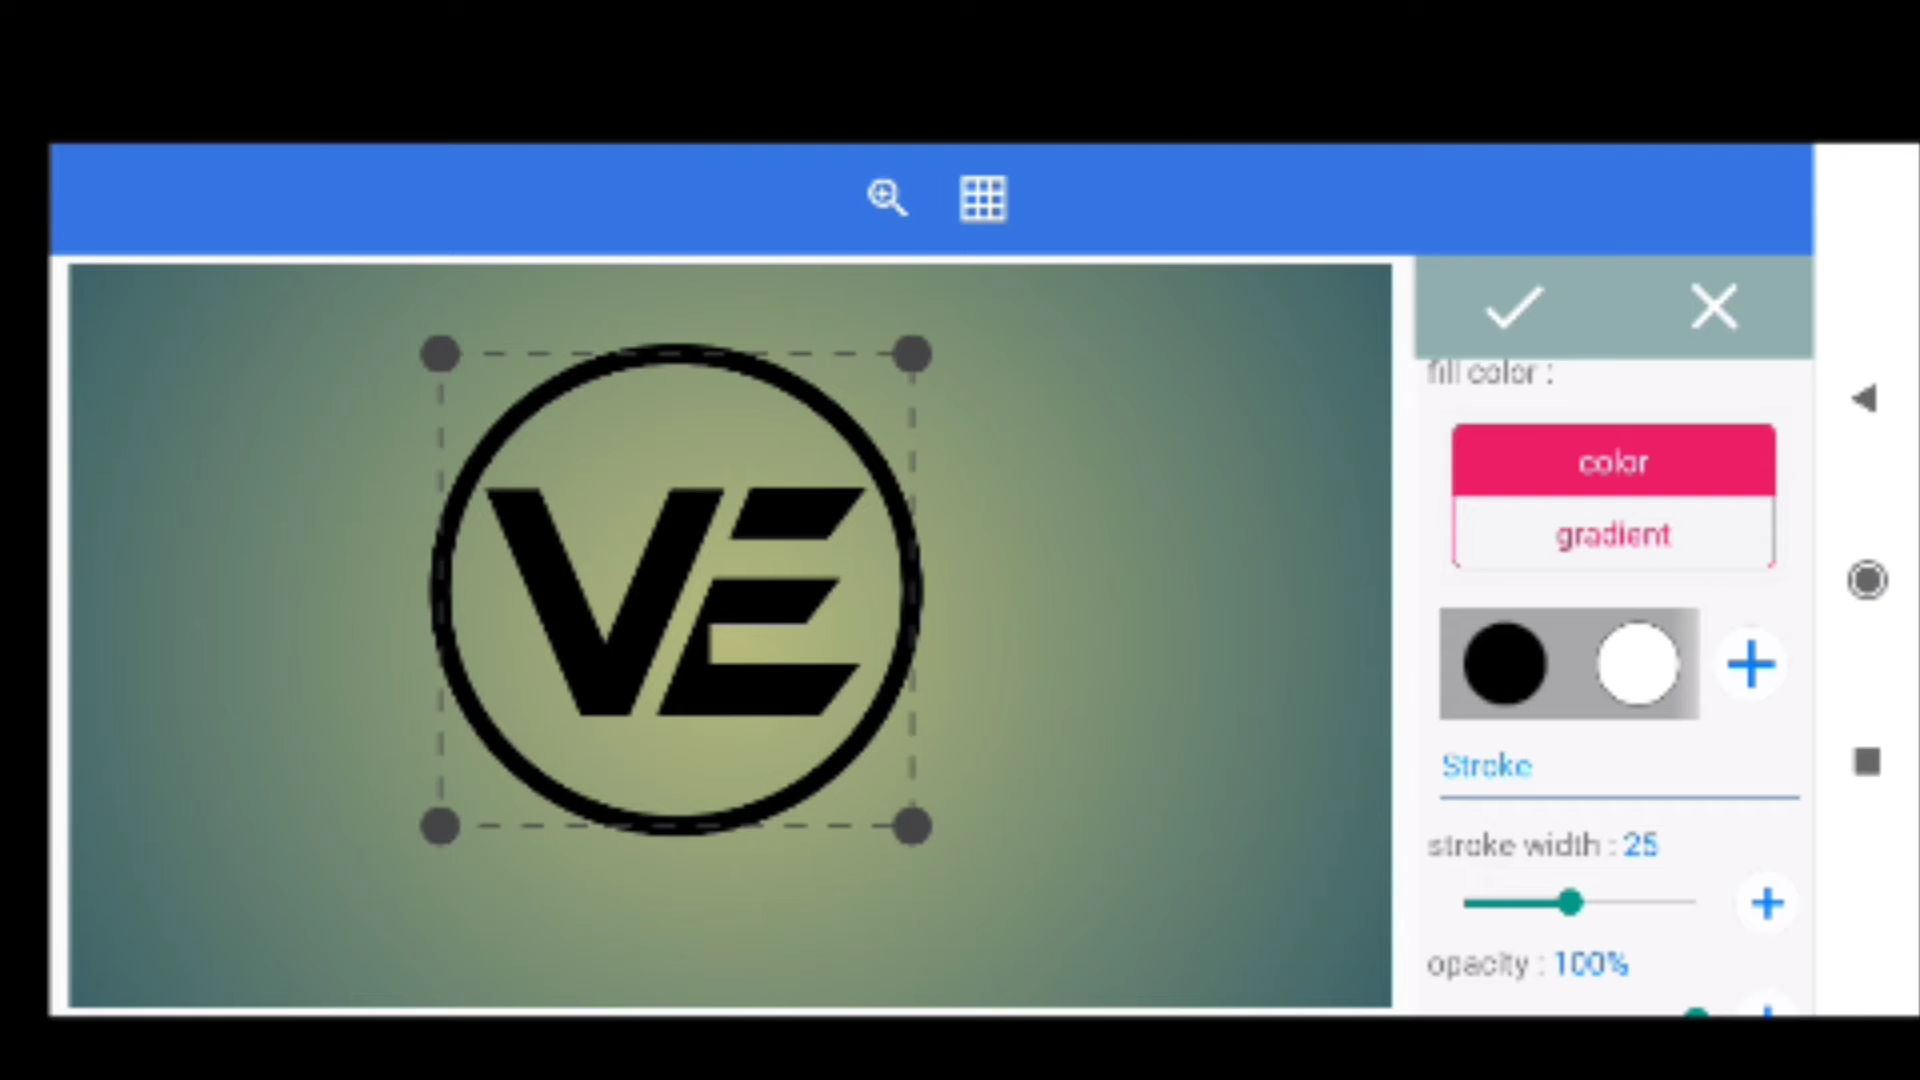 VE
fill color :
color
gradient
Stroke
stroke width : 25
opacity : 100%